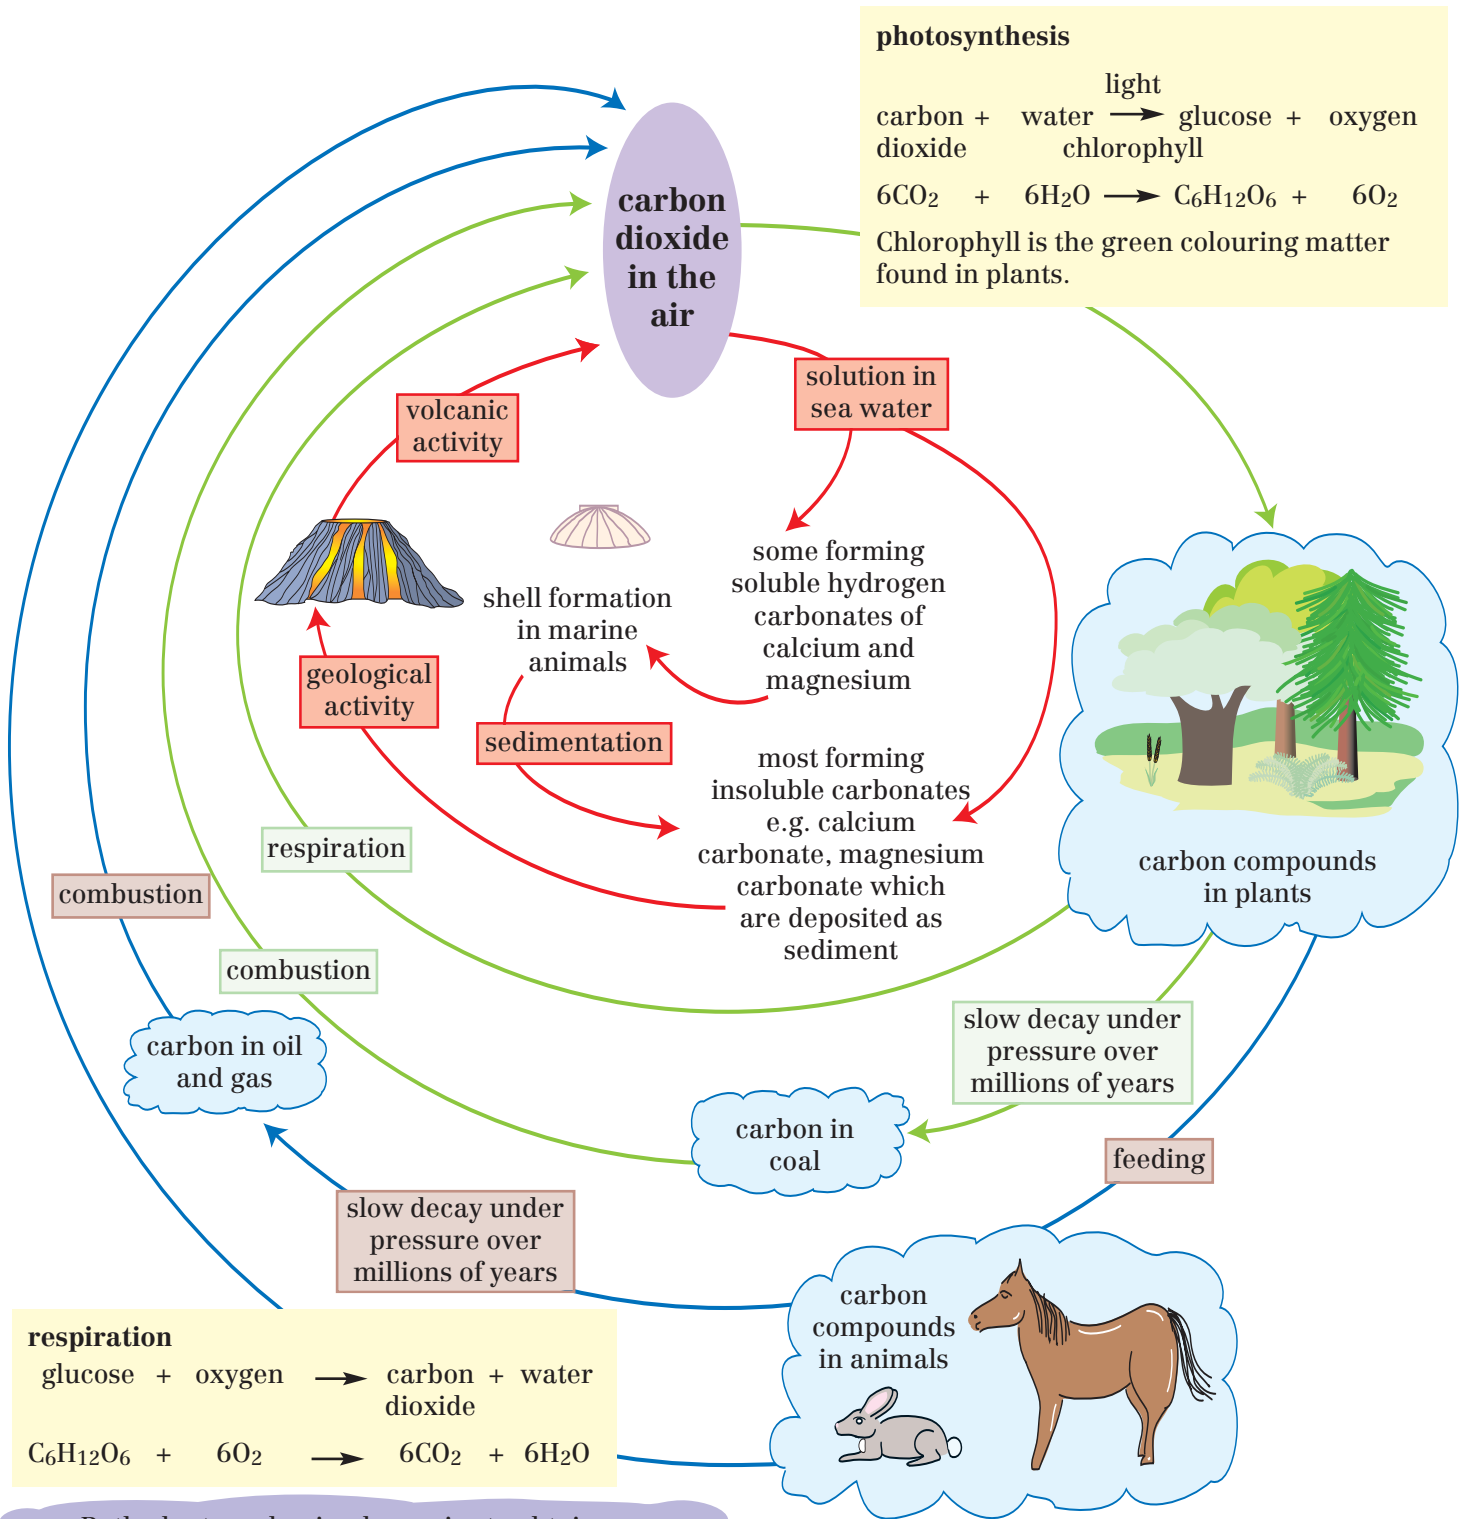 photosynthesis
light
carbon + water → glucose + oxygen
dioxide chlorophyll
6CO₂ + 6H₂O → C₆H₁₂O₆ + 6O₂
Chlorophyll is the green colouring matter
found in plants.
carbon
dioxide
in the
air
solution in
sea water
volcanic
activity
some forming
soluble hydrogen
carbonates of
calcium and
magnesium
shell formation
in marine
animals
geological
activity
sedimentation
most forming
insoluble carbonates
e.g. calcium
carbonate, magnesium
carbonate which
are deposited as
sediment
respiration
carbon compounds
in plants
combustion
combustion
slow decay under
pressure over
millions of years
carbon in oil
and gas
carbon in
coal
feeding
slow decay under
pressure over
millions of years
carbon
compounds
in animals
respiration
glucose + oxygen → carbon + water
dioxide
C₆H₁₂O₆ + 6O₂ → 6CO₂ + 6H₂O